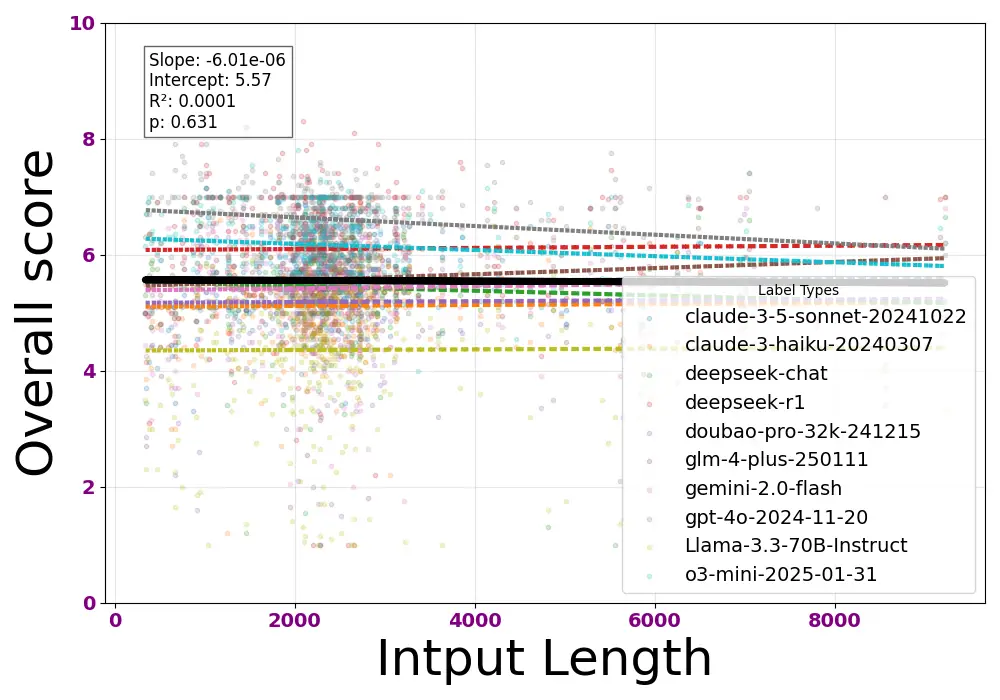 Slope: -6.01e-06
Intercept: 5.57
R²: 0.0001
p: 0.631
10
8
6
4
2
0
Overall score
0
2000
4000
6000
8000
Intput Length
Label Types
claude-3-5-sonnet-20241022
claude-3-haiku-20240307
deepseek-chat
deepseek-r1
doubao-pro-32k-241215
glm-4-plus-250111
gemini-2.0-flash
gpt-4o-2024-11-20
Llama-3.3-70B-Instruct
o3-mini-2025-01-31